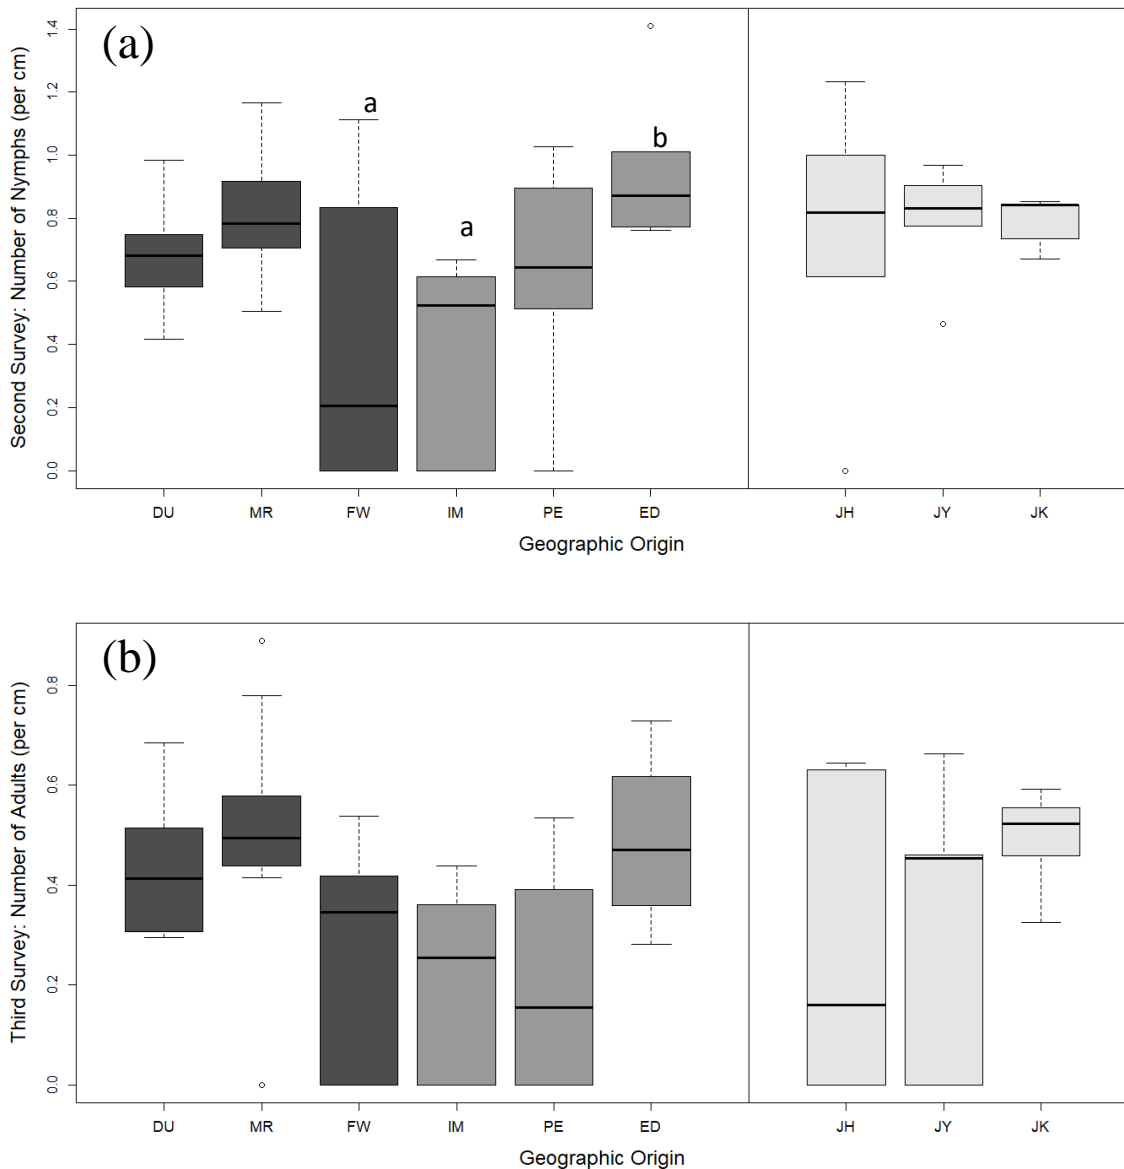 (a)
Second Survey: Number of Nymphs (per cm)
1.4
1.2
1.0
0.8
0.6
0.4
0.2
0.0
a
a
b
DU MR FW IM PE ED JH JY JK
Geographic Origin
(b)
Third Survey: Number of Adults (per cm)
0.8
0.6
0.4
0.2
0.0
DU MR FW IM PE ED JH JY JK
Geographic Origin